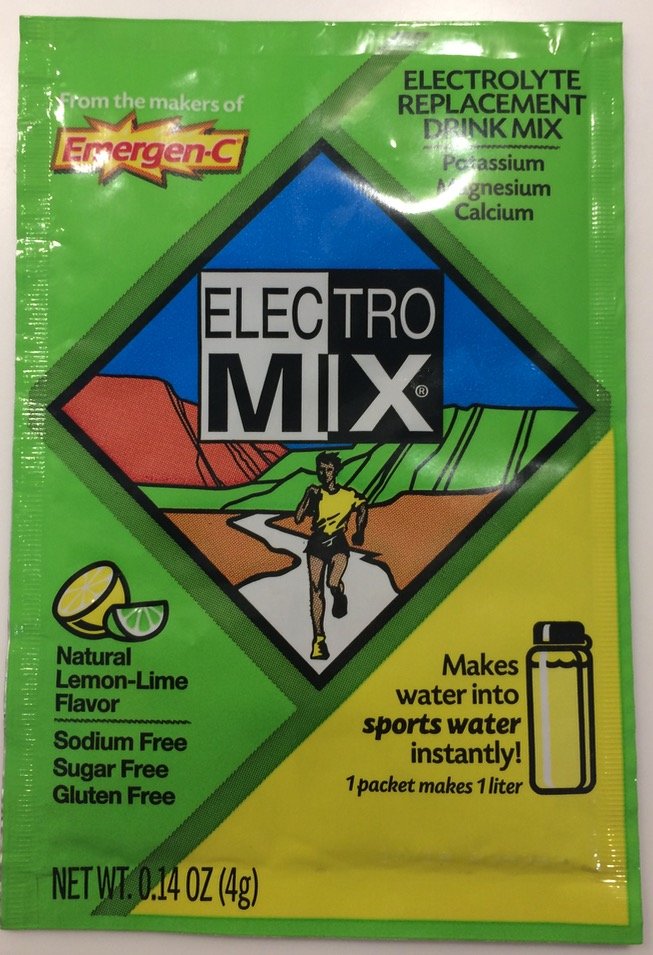 From the makers of
Emergen-C
ELECTROLYTE
REPLACEMENT
DRINK MIX
Potassium
Magnesium
Calcium
ELECTRO
MIX®
Natural
Lemon-Lime
Flavor
Sodium Free
Sugar Free
Gluten Free
Makes
water into
sports water
instantly!
1 packet makes 1 liter
NET WT. 0.14 OZ (4g)